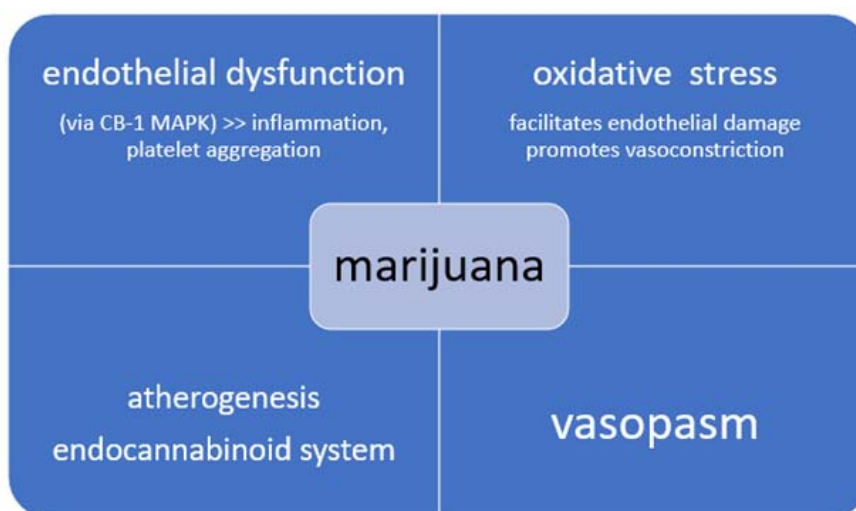 endothelial dysfunction
(via CB-1 MAPK) >> inflammation,
platelet aggregation
oxidative stress
facilitates endothelial damage
promotes vasoconstriction
marijuana
atherogenesis
endocannabinoid system
vasopasm